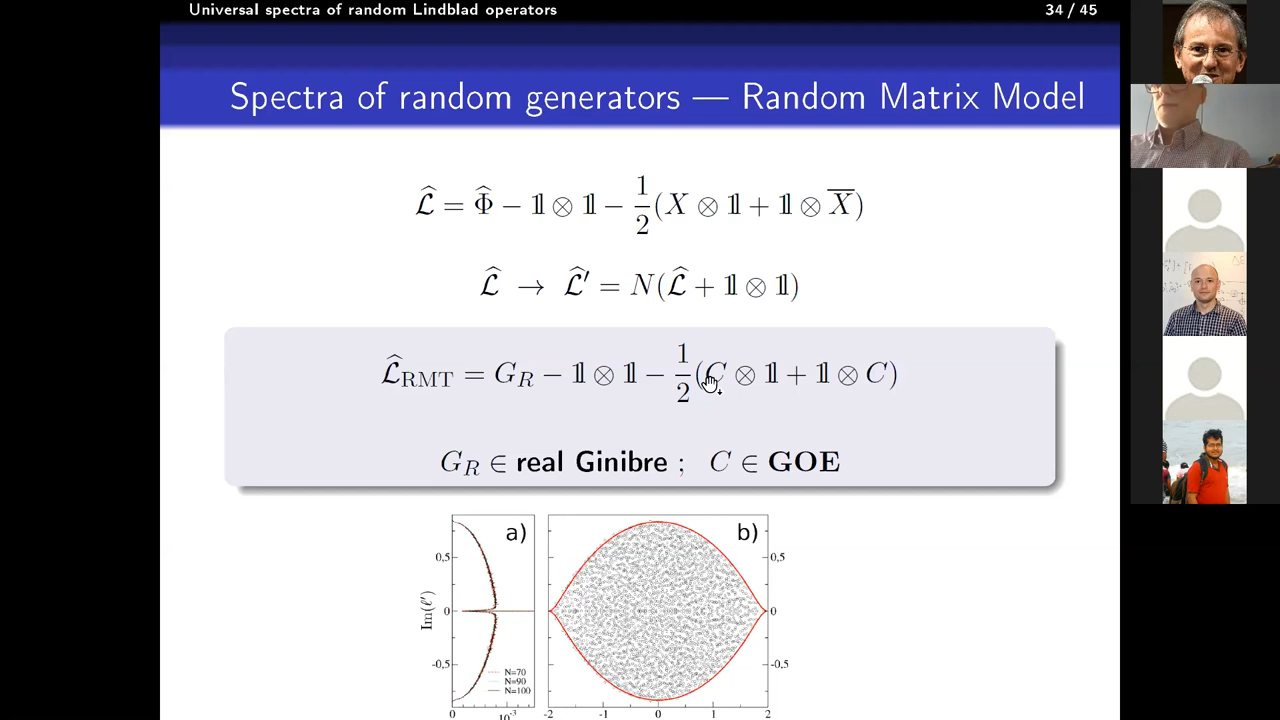 Universal spectra of random Lindblad operators 34 / 45
Spectra of random generators — Random Matrix Model
ℒ̂ = Φ̂ − 𝟙 ⊗ 𝟙 − 1/2 (X ⊗ 𝟙 + 𝟙 ⊗ X̅)
ℒ̂ → ℒ̂′ = N(ℒ̂ + 𝟙 ⊗ 𝟙)
ℒ̂_RMT = G_R − 𝟙 ⊗ 𝟙 − 1/2 (C ⊗ 𝟙 + 𝟙 ⊗ C)
G_R ∈ real Ginibre ; C ∈ GOE
a) b)
0,5 0,5
Im(ℓ′) 0 0
-0,5 -0,5
N=70
N=90
N=100
0 10⁻³ -2 -1 0 1 2